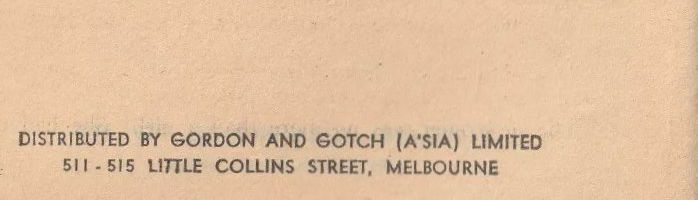 DISTRIBUTED BY GORDON AND GOTCH (A'SIA) LIMITED
511-515 LITTLE COLLINS STREET, MELBOURNE